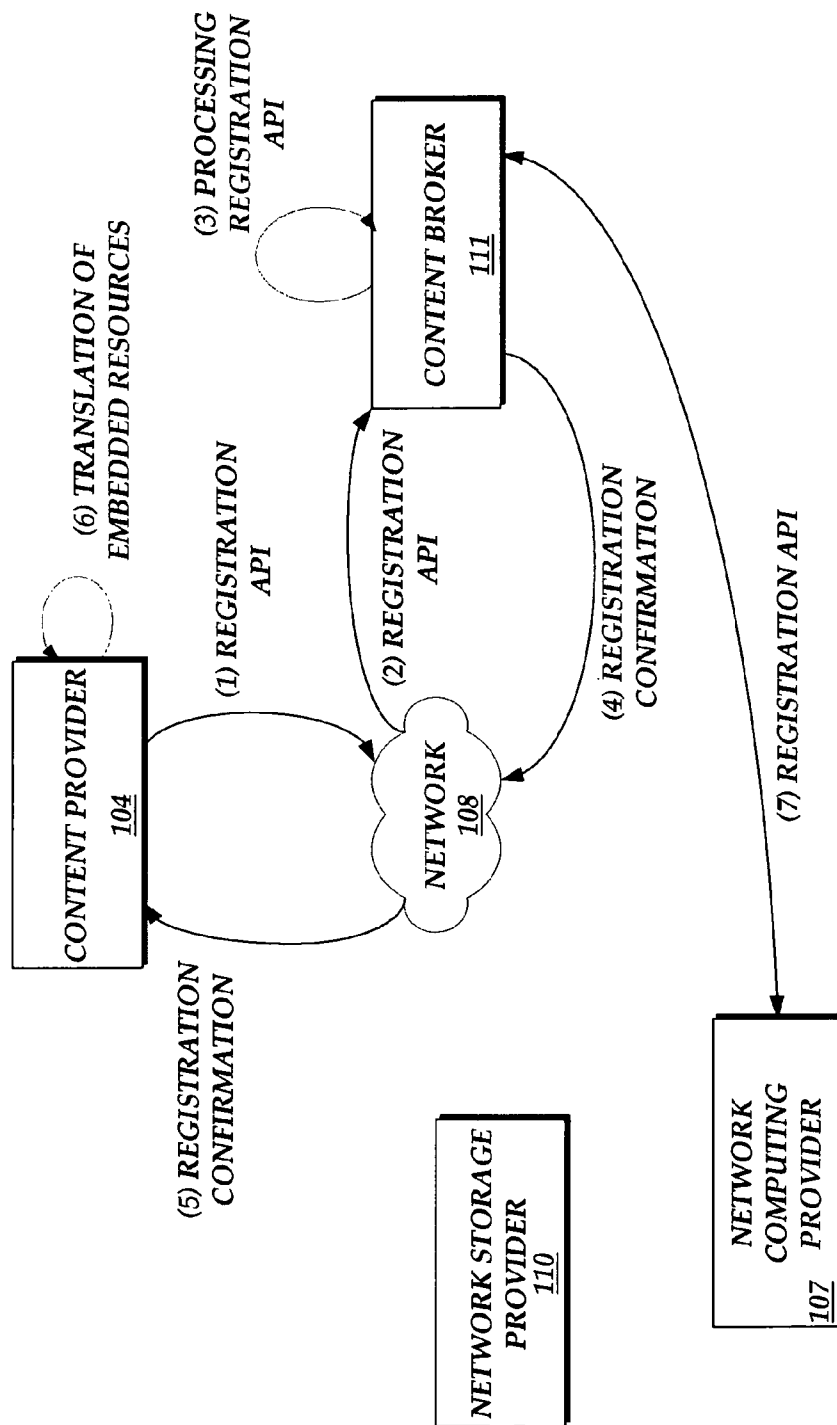 (6) TRANSLATION OF
EMBEDDED RESOURCES
CONTENT PROVIDER
104
(5) REGISTRATION
CONFIRMATION
(1) REGISTRATION
API
(3) PROCESSING
REGISTRATION
API
NETWORK STORAGE
PROVIDER
110
NETWORK
108
(2) REGISTRATION
API
CONTENT BROKER
111
(4) REGISTRATION
CONFIRMATION
NETWORK
COMPUTING
PROVIDER
107
(7) REGISTRATION API